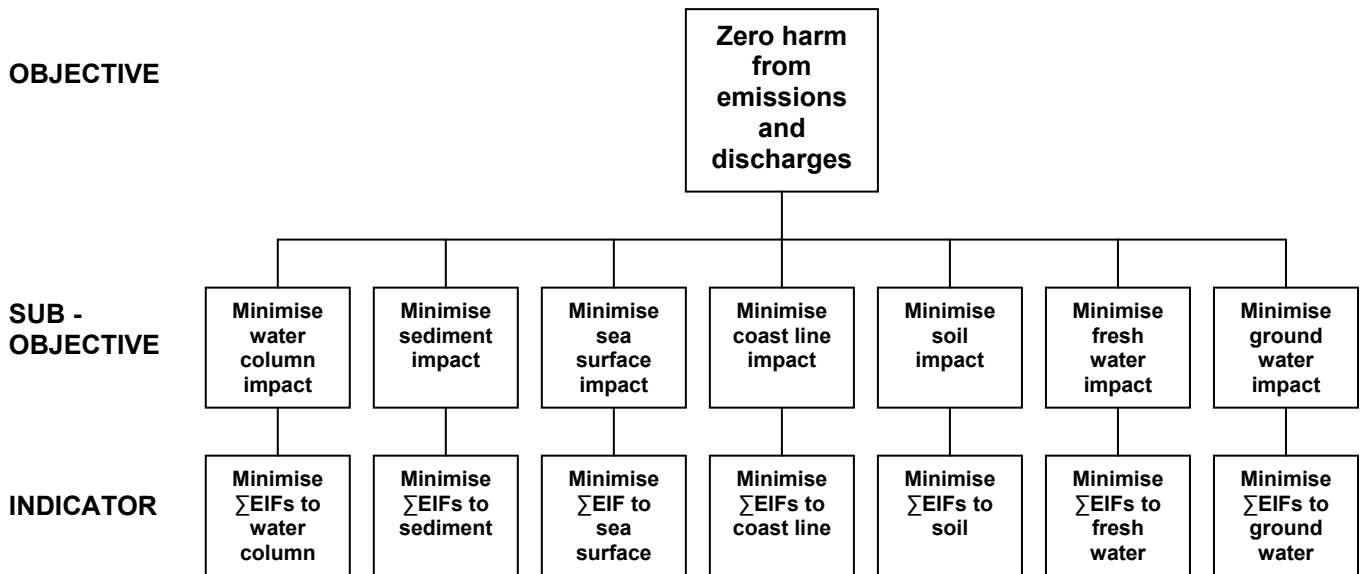 OBJECTIVE
Zero harm
from
emissions
and
discharges
SUB -
OBJECTIVE
Minimise
water
column
impact
Minimise
sediment
impact
Minimise
sea
surface
impact
Minimise
coast line
impact
Minimise
soil
impact
Minimise
fresh
water
impact
Minimise
ground
water
impact
INDICATOR
Minimise
∑EIFs to
water
column
Minimise
∑EIFs to
sediment
Minimise
∑EIF to
sea
surface
Minimise
∑EIFs to
coast line
Minimise
∑EIFs to
soil
Minimise
∑EIFs to
fresh
water
Minimise
∑EIFs to
ground
water